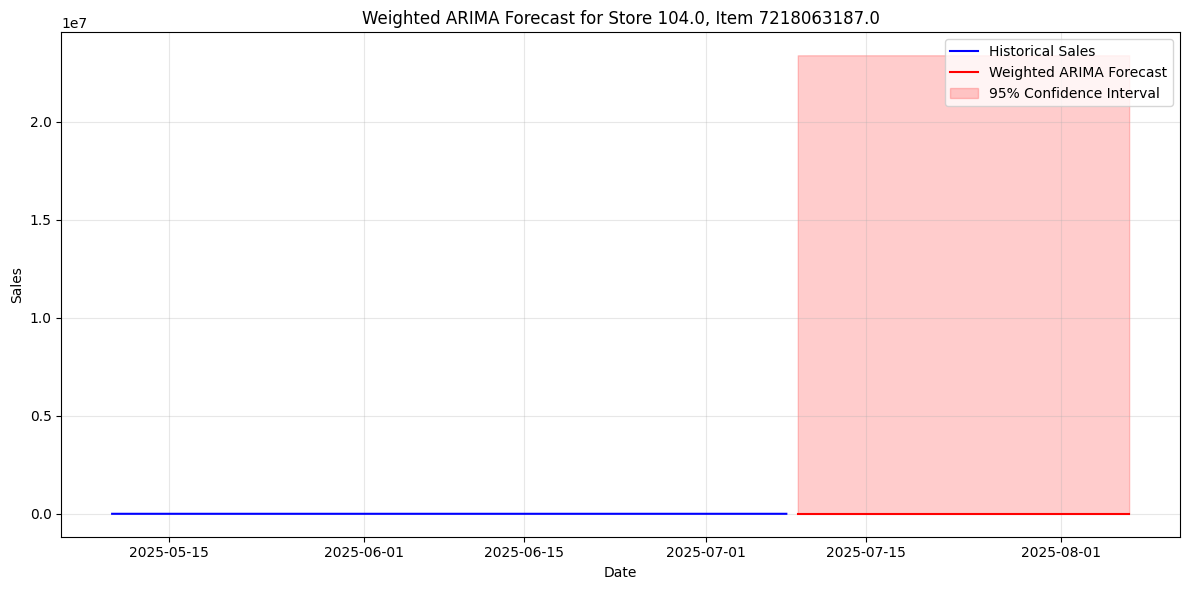 Weighted ARIMA Forecast for Store 104.0, Item 7218063187.0
1e7
Historical Sales
Weighted ARIMA Forecast
95% Confidence Interval
2.0
1.5
1.0
0.5
0.0
Sales
2025-05-15 2025-06-01 2025-06-15 2025-07-01 2025-07-15 2025-08-01
Date